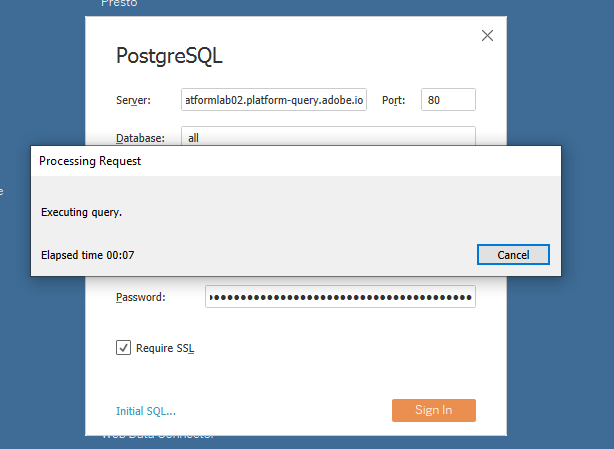 Presto
PostgreSQL
Server: atformlab02.platform-query.adobe.io Port: 80
Database: all
Processing Request
Executing query.
Elapsed time 00:07 Cancel
Password: ••••••••••••••••••••••••••••••••••••••••
Require SSL
Initial SQL... Sign In
Web Data Connector